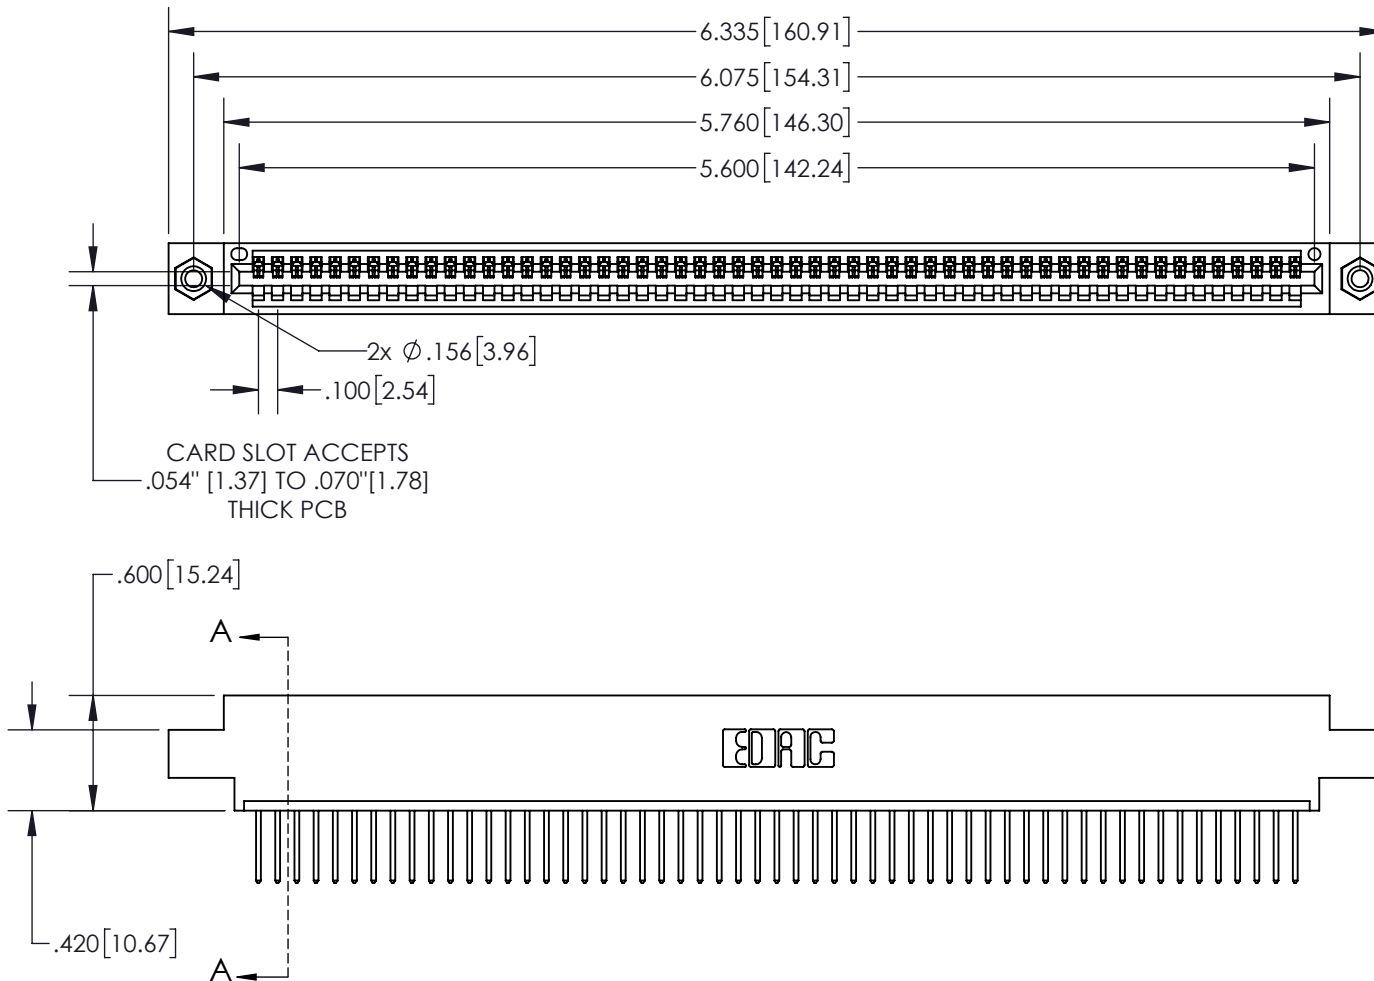 6.335[160.91]
6.075[154.31]
5.760[146.30]
5.600[142.24]
2x Ø.156[3.96]
.100[2.54]
CARD SLOT ACCEPTS
.054" [1.37] TO .070"[1.78]
THICK PCB
.600[15.24]
A
EDAC
.420[10.67]
A